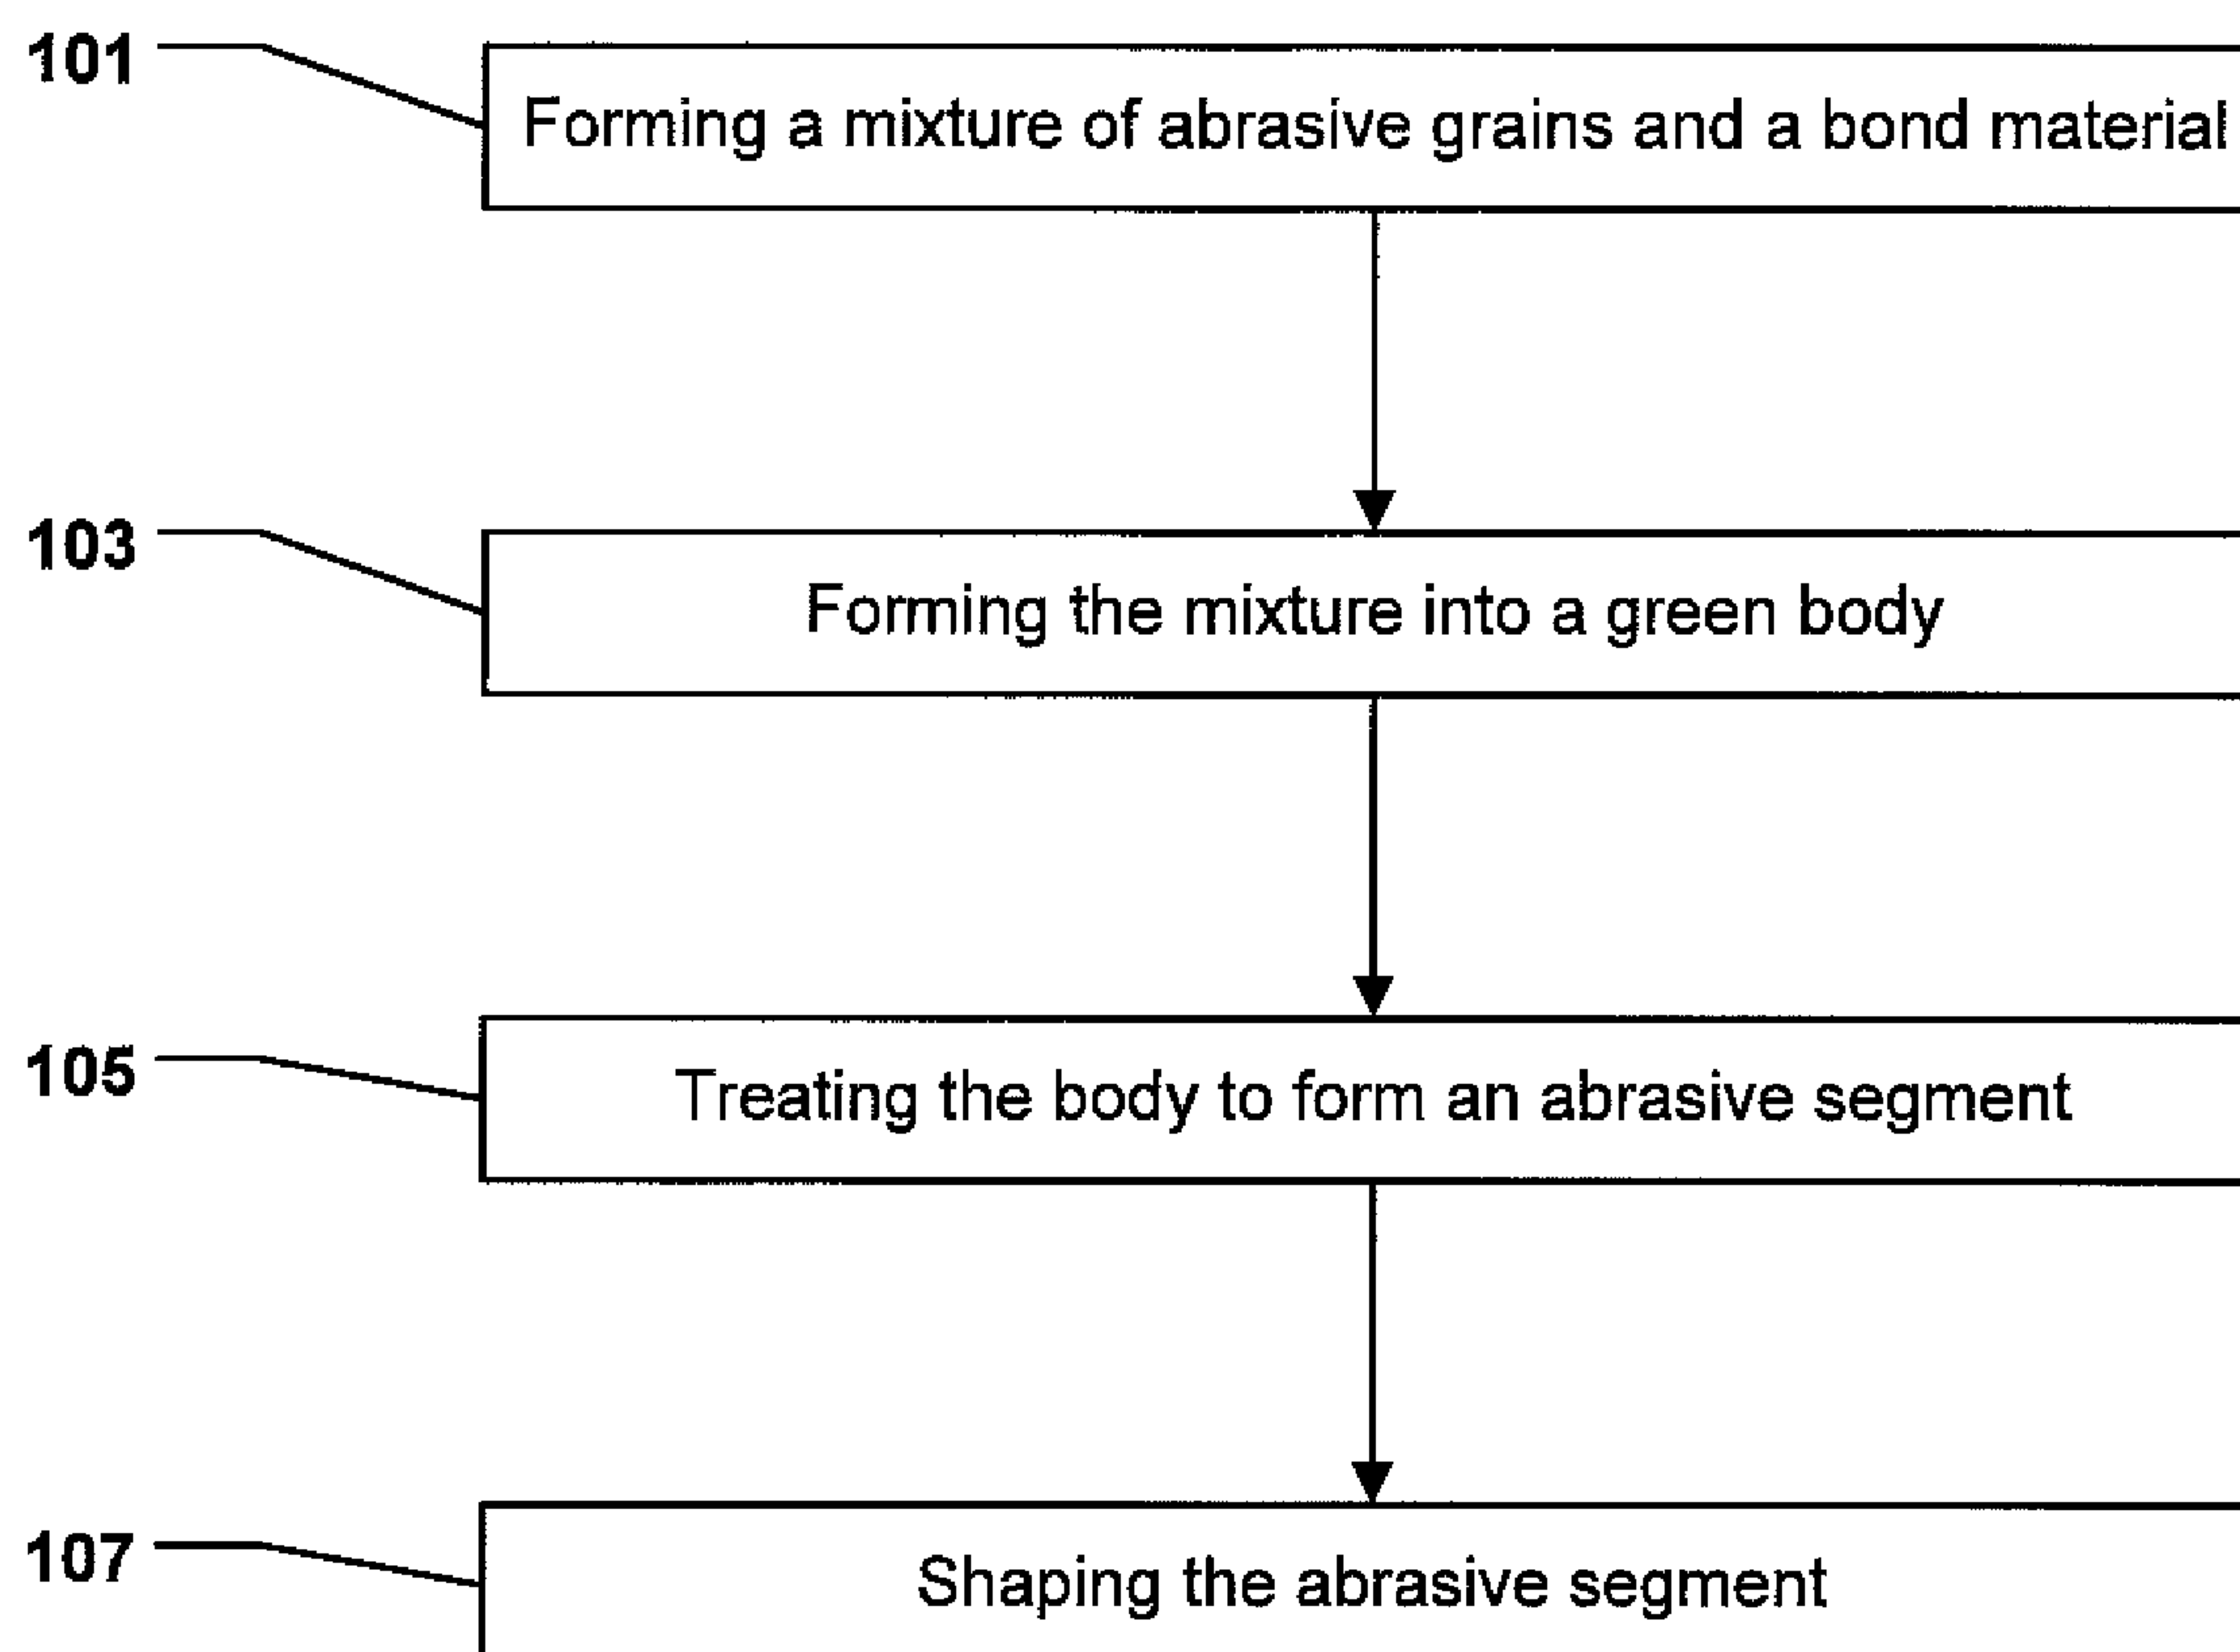 101
Forming a mixture of abrasive grains and a bond material
103
Forming the mixture into a green body
105
Treating the body to form an abrasive segment
107
Shaping the abrasive segment